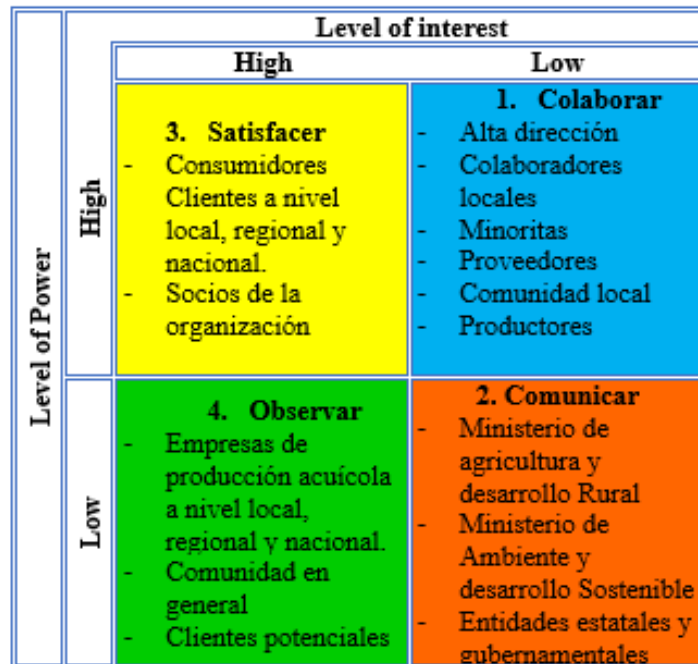 Level of interest
High
Low
Level of Power
High
3. Satisfacer
- Consumidores
Clientes a nivel
local, regional y
nacional.
- Socios de la
organización
1. Colaborar
- Alta dirección
- Colaboradores
locales
- Minoritas
- Proveedores
- Comunidad local
- Productores
Low
4. Observar
- Empresas de
producción acuícola
a nivel local,
regional y nacional.
- Comunidad en
general
- Clientes potenciales
2. Comunicar
- Ministerio de
agricultura y
desarrollo Rural
- Ministerio de
Ambiente y
desarrollo Sostenible
- Entidades estatales y
gubernamentales